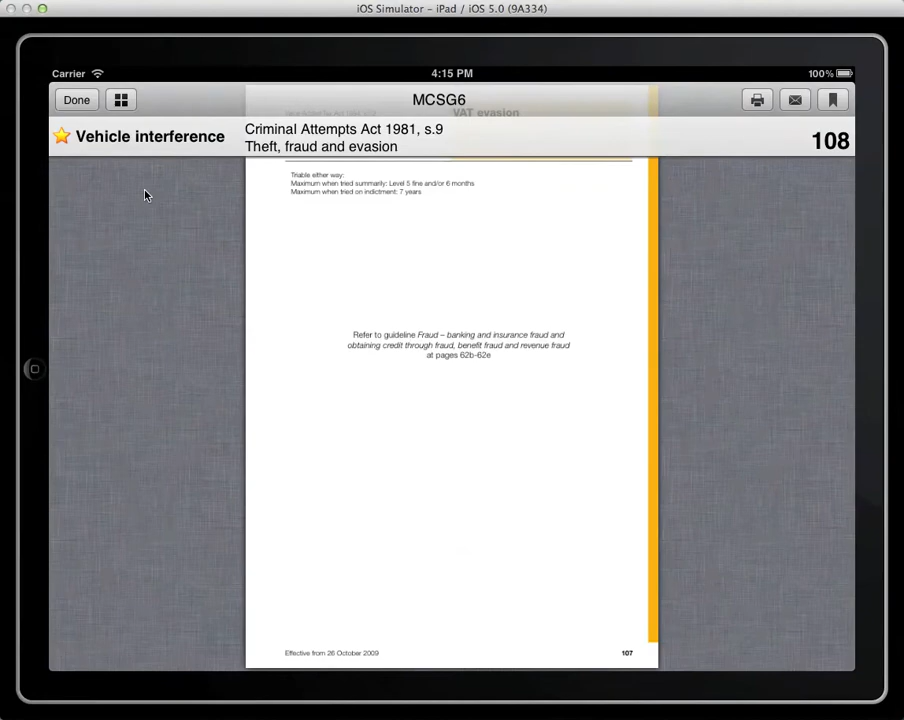 iOS Simulator – iPad / iOS 5.0 (9A334)
Carrier
4:15 PM
100%
Done
MCSG6
VAT evasion
Vehicle interference
Criminal Attempts Act 1981, s.9
Theft, fraud and evasion
108
Triable either way:
Maximum when tried summarily: Level 5 fine and/or 6 months
Maximum when tried on indictment: 7 years
Refer to guideline Fraud – banking and insurance fraud and
obtaining credit through fraud, benefit fraud and revenue fraud
at pages 62b-62e
Effective from 26 October 2009
107